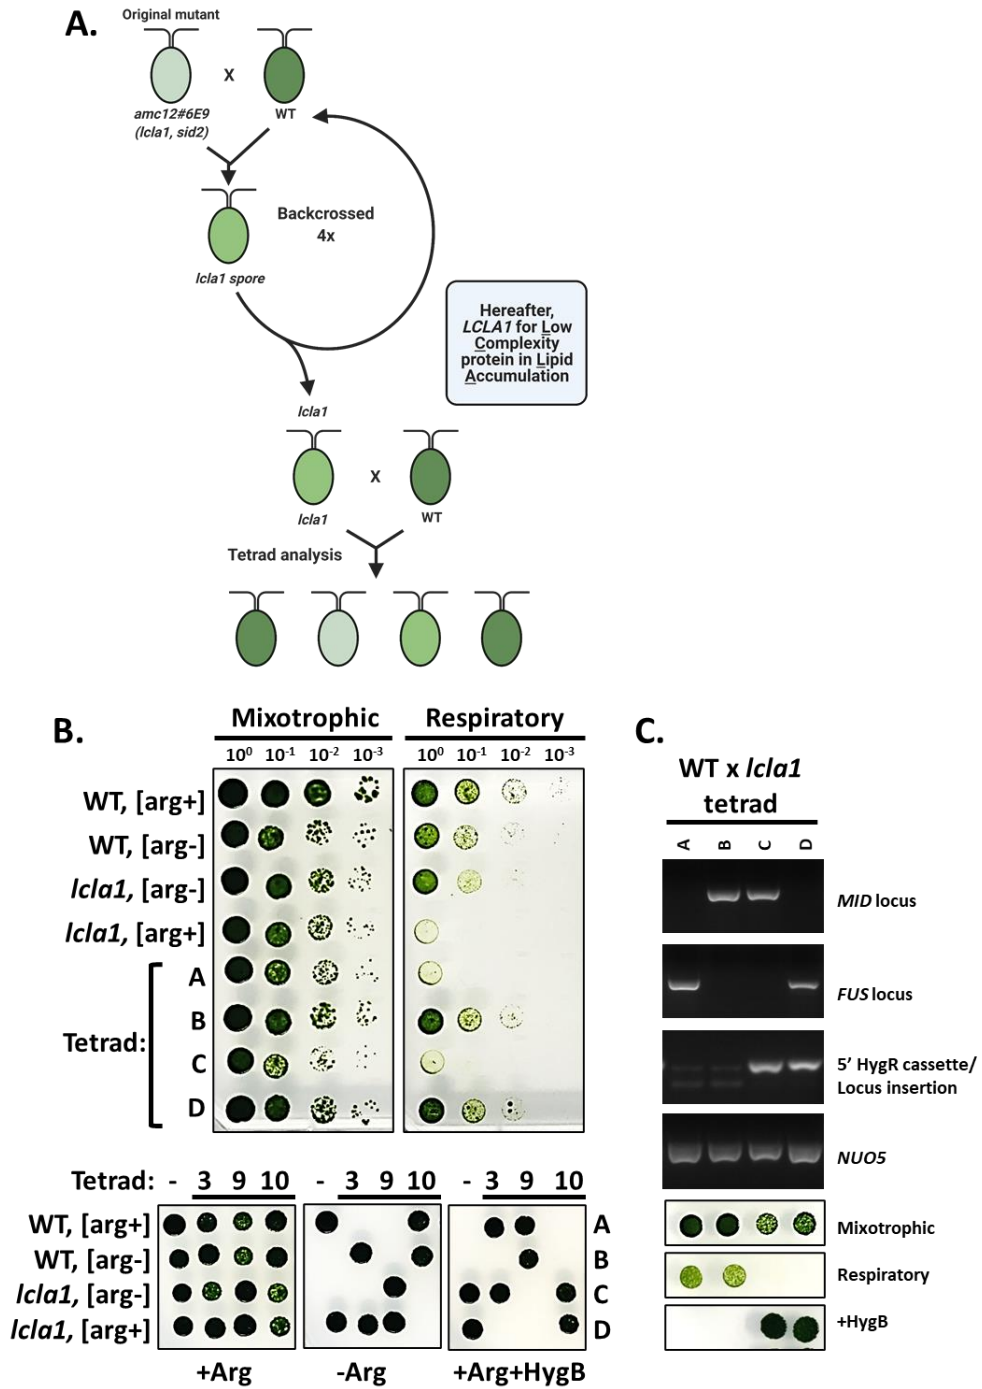 A.
Original mutant
X
amc12#6E9
(lcla1, sid2)
WT
Backcrossed
4x
lcla1 spore
Hereafter,
LCLA1 for Low
Complexity
protein in Lipid
Accumulation
lcla1
X
lcla1
WT
Tetrad analysis
B.
Mixotrophic Respiratory
10⁰ 10⁻¹ 10⁻² 10⁻³ 10⁰ 10⁻¹ 10⁻² 10⁻³
WT, [arg+]
WT, [arg-]
lcla1, [arg-]
lcla1, [arg+]
Tetrad:
A
B
C
D
Tetrad: - 3 9 10 - 3 9 10 - 3 9 10
WT, [arg+] A
WT, [arg-] B
lcla1, [arg-] C
lcla1, [arg+] D
+Arg -Arg +Arg+HygB
C.
WT x lcla1
tetrad
A B C D
MID locus
FUS locus
5' HygR cassette/
Locus insertion
NUO5
Mixotrophic
Respiratory
+HygB